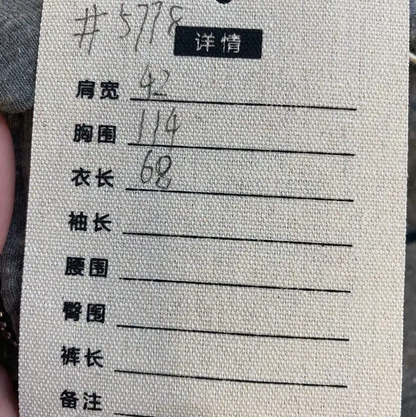 #5778
详情
肩宽 42
胸围 114
衣长 68
袖长
腰围
臀围
裤长
备注